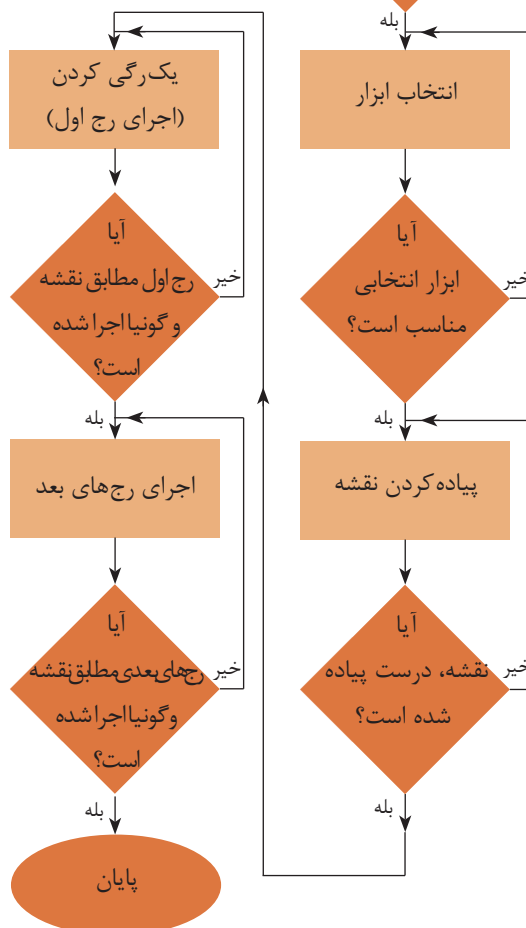 بله
انتخاب ابزار
آیا
ابزار انتخابی
مناسب است؟
خیر
بله
پیاده کردن نقشه
آیا
نقشه، درست پیاده
شده است؟
خیر
بله
یک‌رگی کردن
(اجرای رج اول)
آیا
رج اول مطابق نقشه
و گونیا اجرا شده
است؟
خیر
بله
اجرای رج‌های بعد
آیا
رج‌های بعدی مطابق نقشه
و گونیا اجرا شده
است؟
خیر
بله
پایان